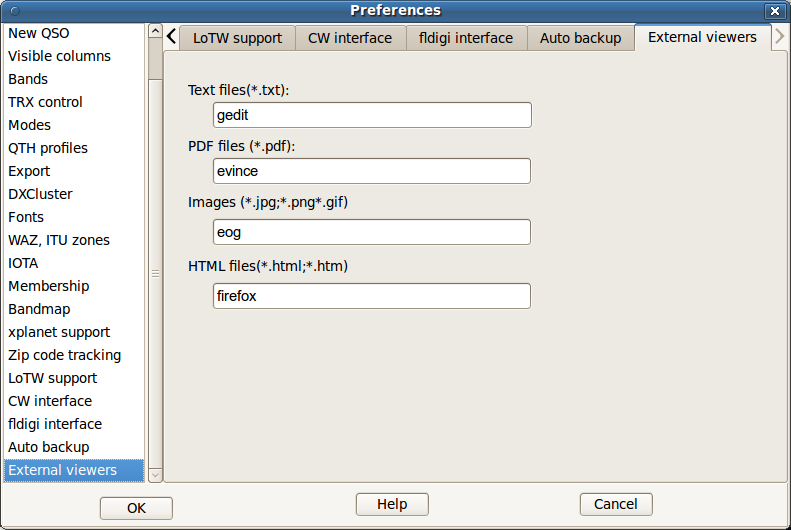 Preferences
New QSO
Visible columns
Bands
TRX control
Modes
QTH profiles
Export
DXCluster
Fonts
WAZ, ITU zones
IOTA
Membership
Bandmap
xplanet support
Zip code tracking
LoTW support
CW interface
fldigi interface
Auto backup
External viewers
LoTW support CW interface fldigi interface Auto backup External viewers
Text files(*.txt):
gedit
PDF files (*.pdf):
evince
Images (*.jpg;*.png*.gif)
eog
HTML files(*.html;*.htm)
firefox
OK Help Cancel